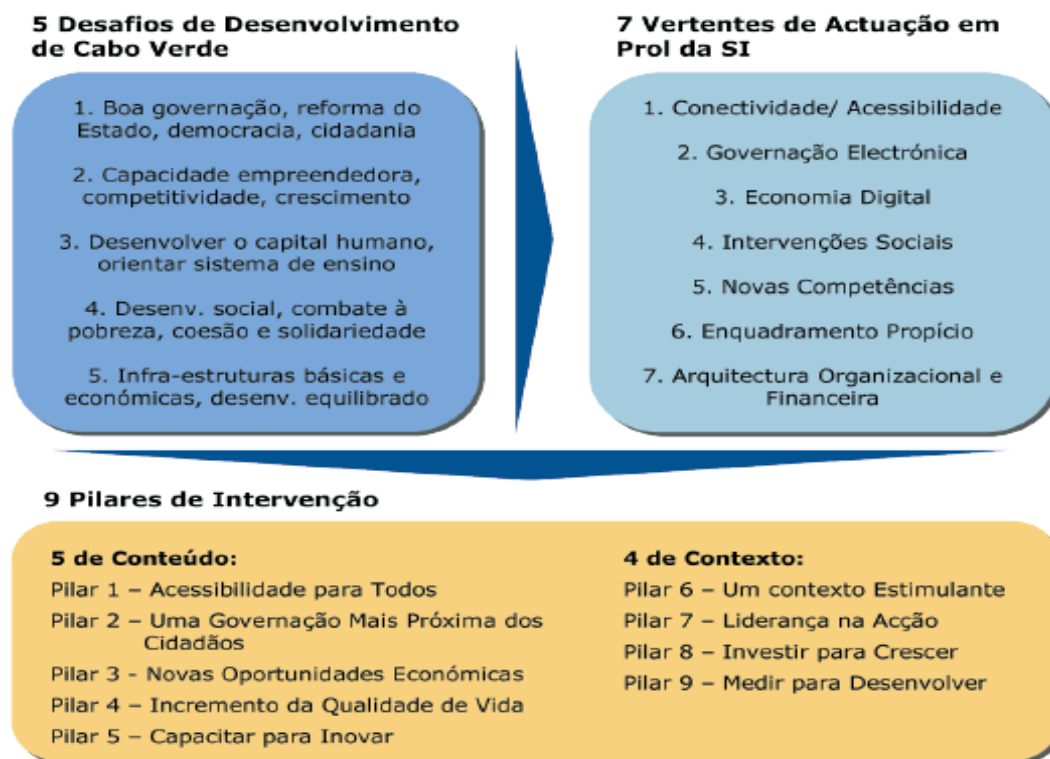 5 Desafios de Desenvolvimento
de Cabo Verde
1. Boa governação, reforma do
Estado, democracia, cidadania
2. Capacidade empreendedora,
competitividade, crescimento
3. Desenvolver o capital humano,
orientar sistema de ensino
4. Desenv. social, combate à
pobreza, coesão e solidariedade
5. Infra-estruturas básicas e
económicas, desenv. equilibrado
7 Vertentes de Actuação em
Prol da SI
1. Conectividade/ Acessibilidade
2. Governação Electrónica
3. Economia Digital
4. Intervenções Sociais
5. Novas Competências
6. Enquadramento Propício
7. Arquitectura Organizacional e
Financeira
9 Pilares de Intervenção
5 de Conteúdo:
Pilar 1 – Acessibilidade para Todos
Pilar 2 – Uma Governação Mais Próxima dos
Cidadãos
Pilar 3 - Novas Oportunidades Económicas
Pilar 4 – Incremento da Qualidade de Vida
Pilar 5 – Capacitar para Inovar
4 de Contexto:
Pilar 6 – Um contexto Estimulante
Pilar 7 – Liderança na Acção
Pilar 8 – Investir para Crescer
Pilar 9 – Medir para Desenvolver